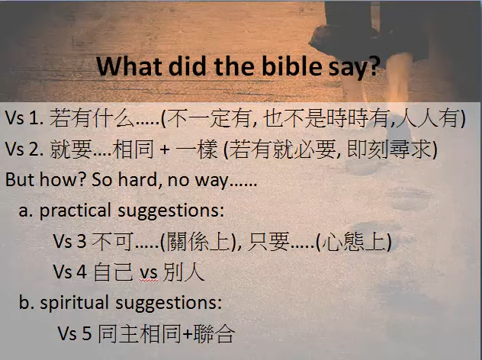 What did the bible say?
Vs 1. 若有什么.....(不一定有, 也不是時時有,人人有)
Vs 2. 就要....相同 + 一樣 (若有就必要, 即刻尋求)
But how? So hard, no way......
a. practical suggestions:
Vs 3 不可.....(關係上), 只要.....(心態上)
Vs 4 自己 vs 別人
b. spiritual suggestions:
Vs 5 同主相同+聯合